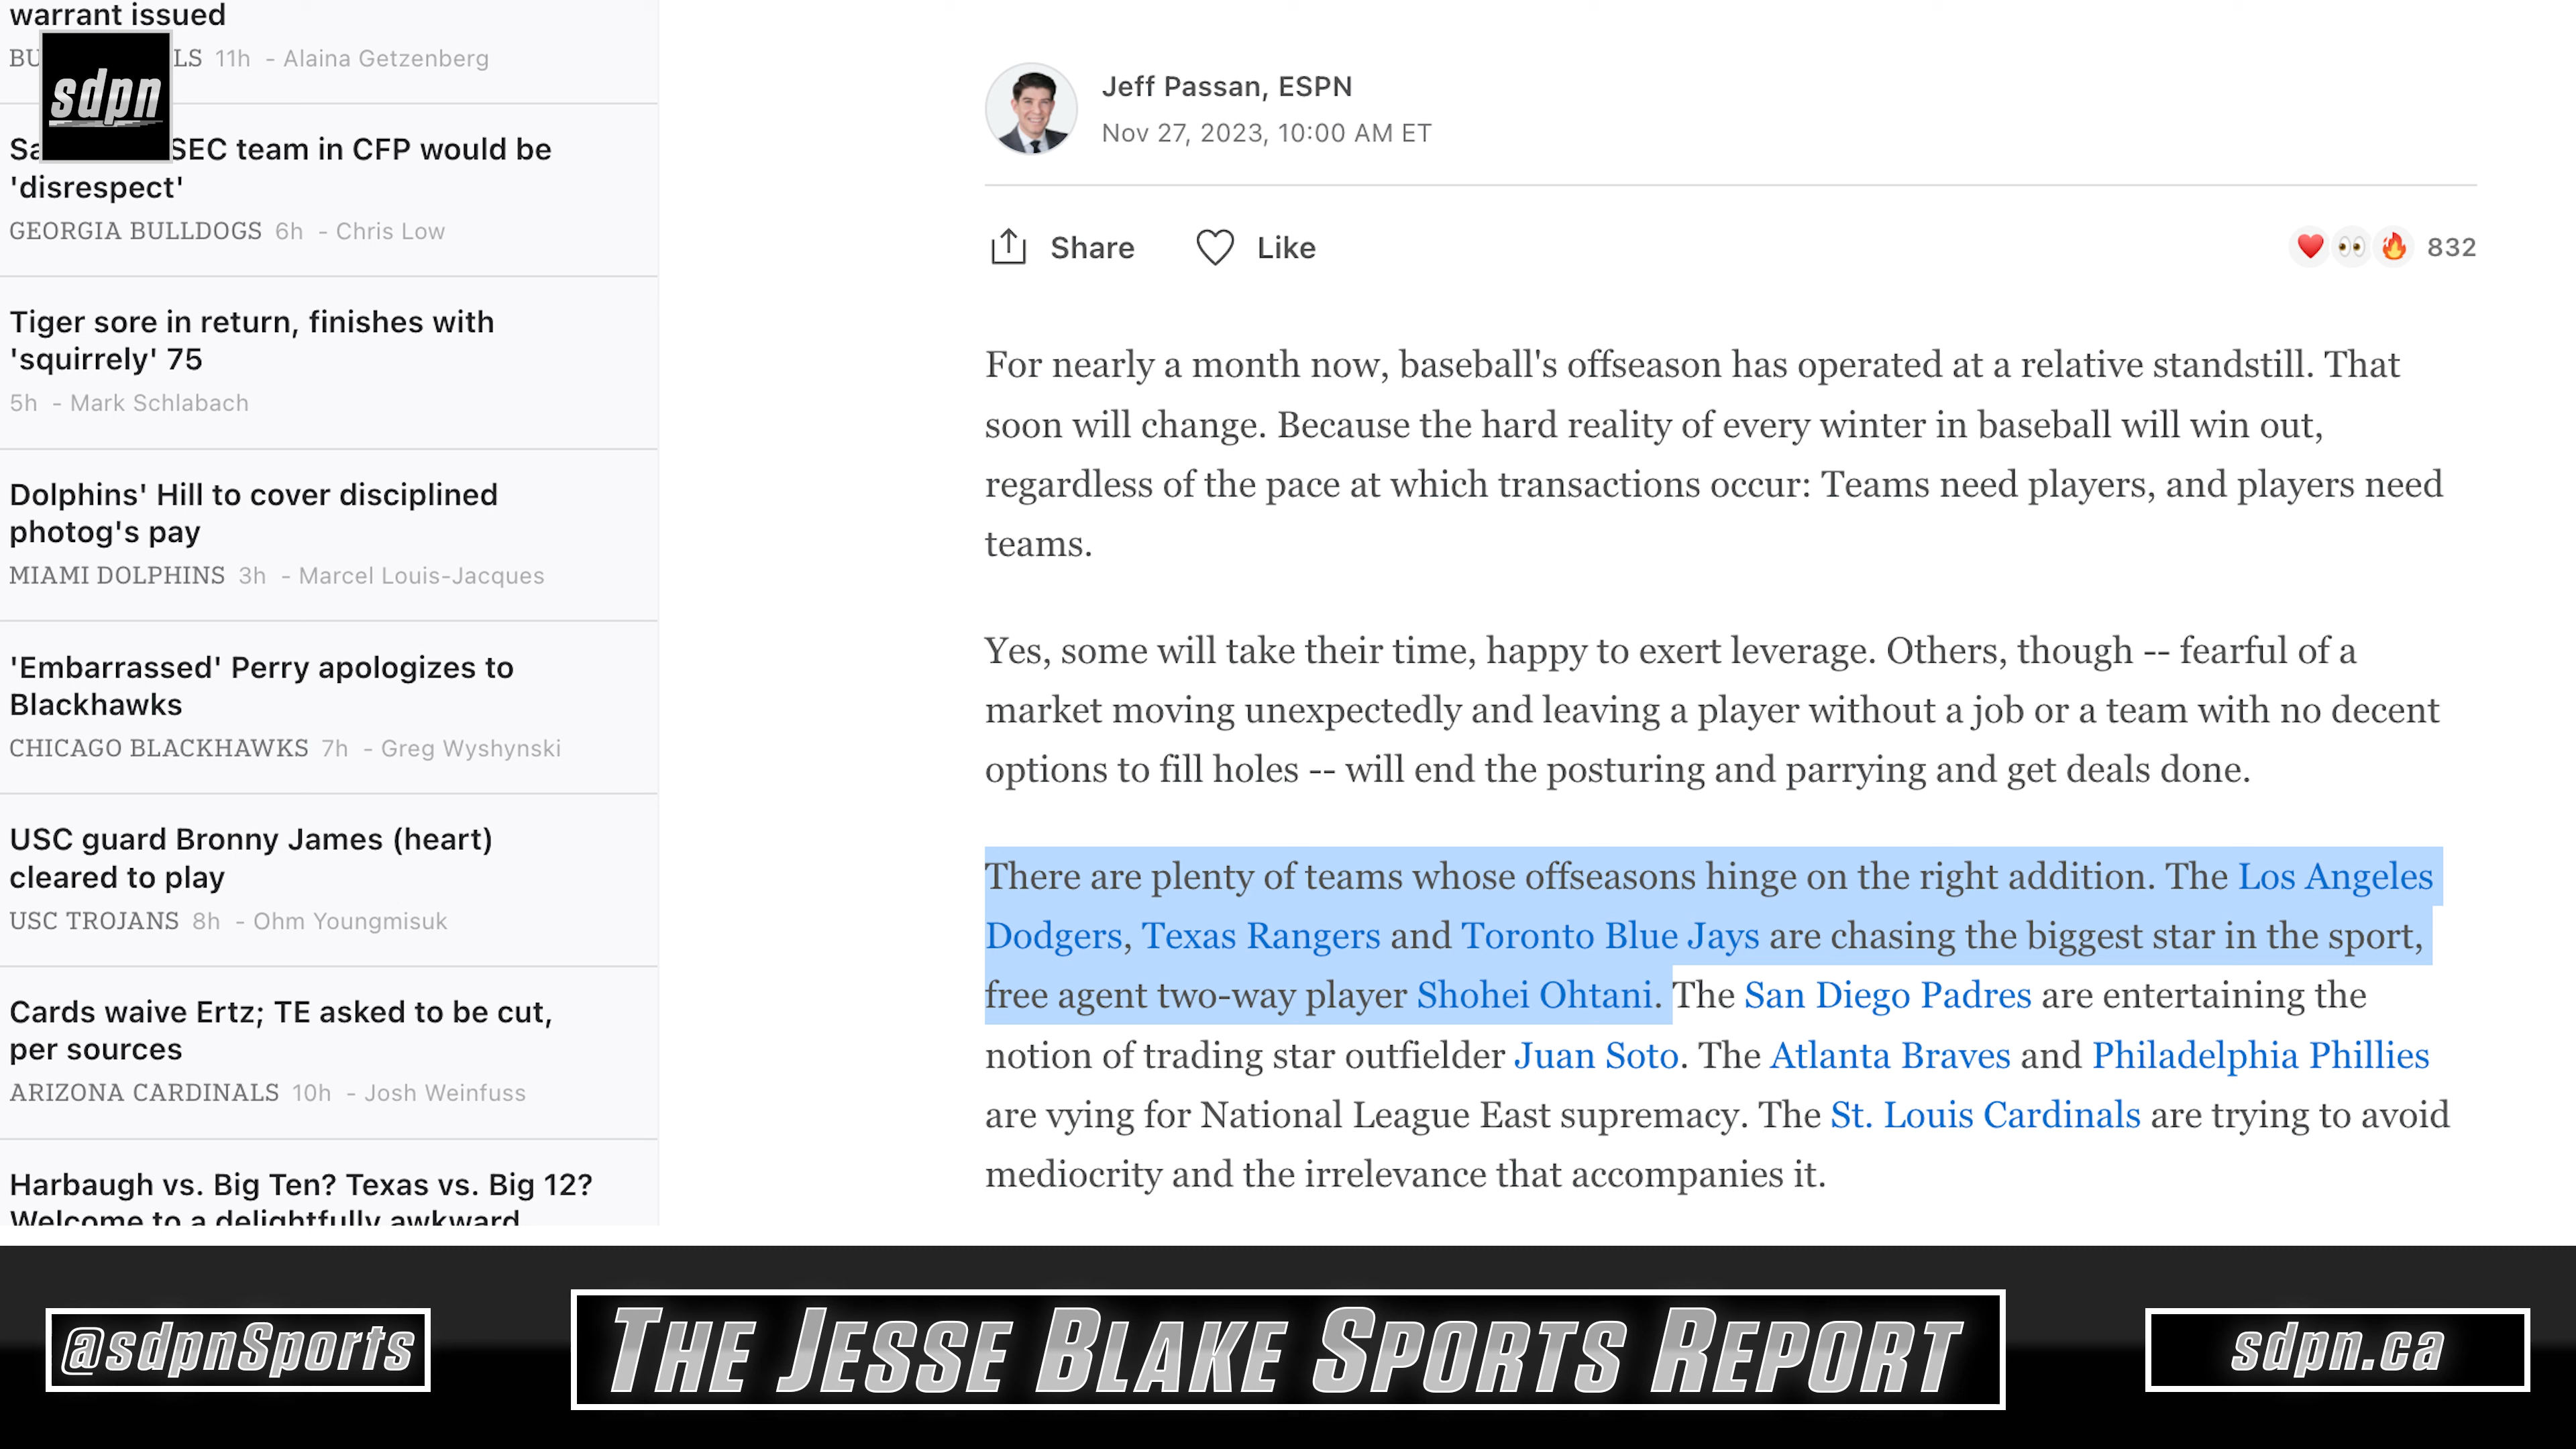 warrant issued
LS 11h - Alaina Getzenberg
sdpn
SEC team in CFP would be
'disrespect'
GEORGIA BULLDOGS 6h - Chris Low
Tiger sore in return, finishes with
'squirrely' 75
5h - Mark Schlabach
Dolphins' Hill to cover disciplined
photog's pay
MIAMI DOLPHINS 3h - Marcel Louis-Jacques
'Embarrassed' Perry apologizes to
Blackhawks
CHICAGO BLACKHAWKS 7h - Greg Wyshynski
USC guard Bronny James (heart)
cleared to play
USC TROJANS 8h - Ohm Youngmisuk
Cards waive Ertz; TE asked to be cut,
per sources
ARIZONA CARDINALS 10h - Josh Weinfuss
Harbaugh vs. Big Ten? Texas vs. Big 12?
Welcome to a delightfully awkward
Jeff Passan, ESPN
Nov 27, 2023, 10:00 AM ET
Share Like 832
For nearly a month now, baseball's offseason has operated at a relative standstill. That
soon will change. Because the hard reality of every winter in baseball will win out,
regardless of the pace at which transactions occur: Teams need players, and players need
teams.
Yes, some will take their time, happy to exert leverage. Others, though -- fearful of a
market moving unexpectedly and leaving a player without a job or a team with no decent
options to fill holes -- will end the posturing and parrying and get deals done.
There are plenty of teams whose offseasons hinge on the right addition. The Los Angeles
Dodgers, Texas Rangers and Toronto Blue Jays are chasing the biggest star in the sport,
free agent two-way player Shohei Ohtani. The San Diego Padres are entertaining the
notion of trading star outfielder Juan Soto. The Atlanta Braves and Philadelphia Phillies
are vying for National League East supremacy. The St. Louis Cardinals are trying to avoid
mediocrity and the irrelevance that accompanies it.
@sdpnSports
THE JESSE BLAKE SPORTS REPORT
sdpn.ca